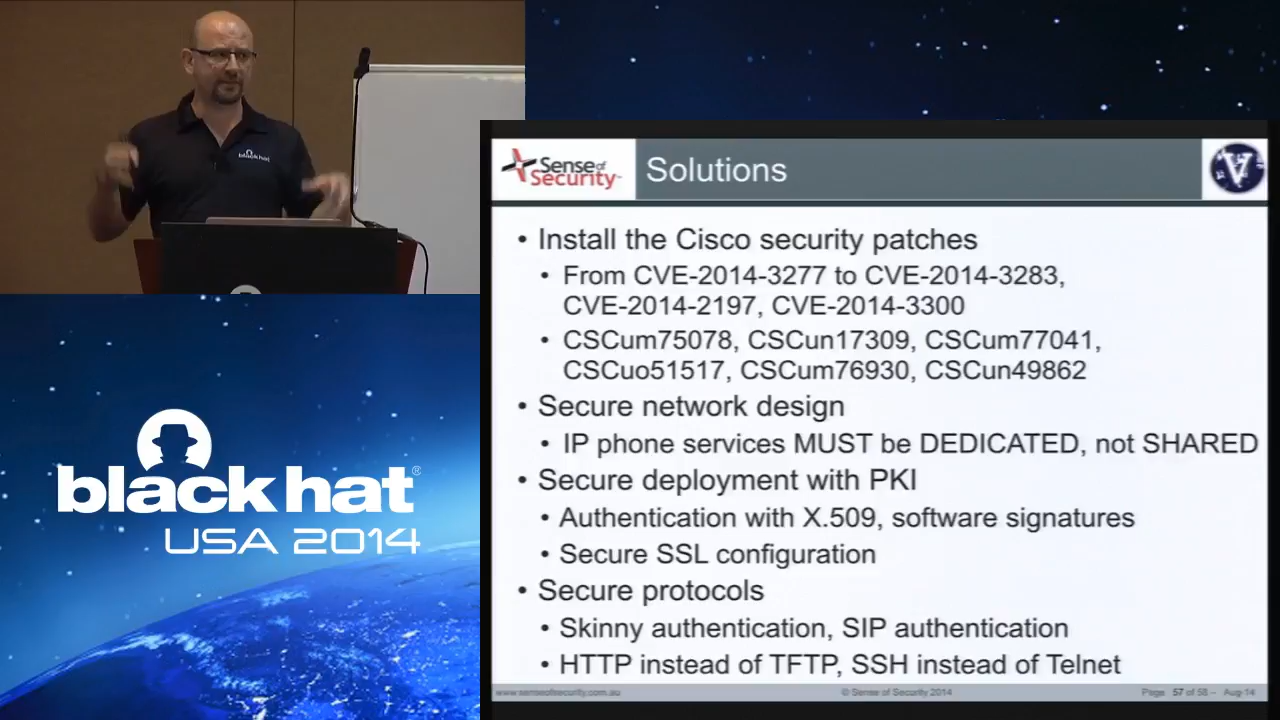 black hat
Sense of
Security™
Solutions
V
• Install the Cisco security patches
• From CVE-2014-3277 to CVE-2014-3283,
CVE-2014-2197, CVE-2014-3300
• CSCum75078, CSCun17309, CSCum77041,
CSCuo51517, CSCum76930, CSCun49862
• Secure network design
• IP phone services MUST be DEDICATED, not SHARED
• Secure deployment with PKI
• Authentication with X.509, software signatures
• Secure SSL configuration
• Secure protocols
• Skinny authentication, SIP authentication
• HTTP instead of TFTP, SSH instead of Telnet
www.senseofsecurity.com.au
© Sense of Security 2014
Page 57 of 58 – Aug-14
black hat®
USA 2014